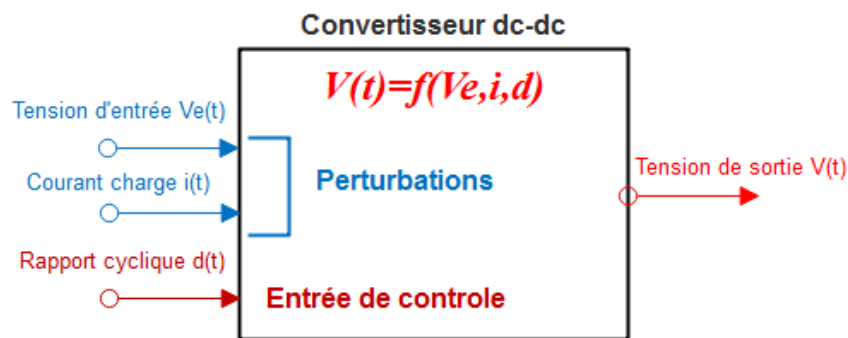 Convertisseur dc-dc
V(t)=f(Ve,i,d)
Tension d'entrée Ve(t)
Courant charge i(t)
Perturbations
Tension de sortie V(t)
Rapport cyclique d(t)
Entrée de controle